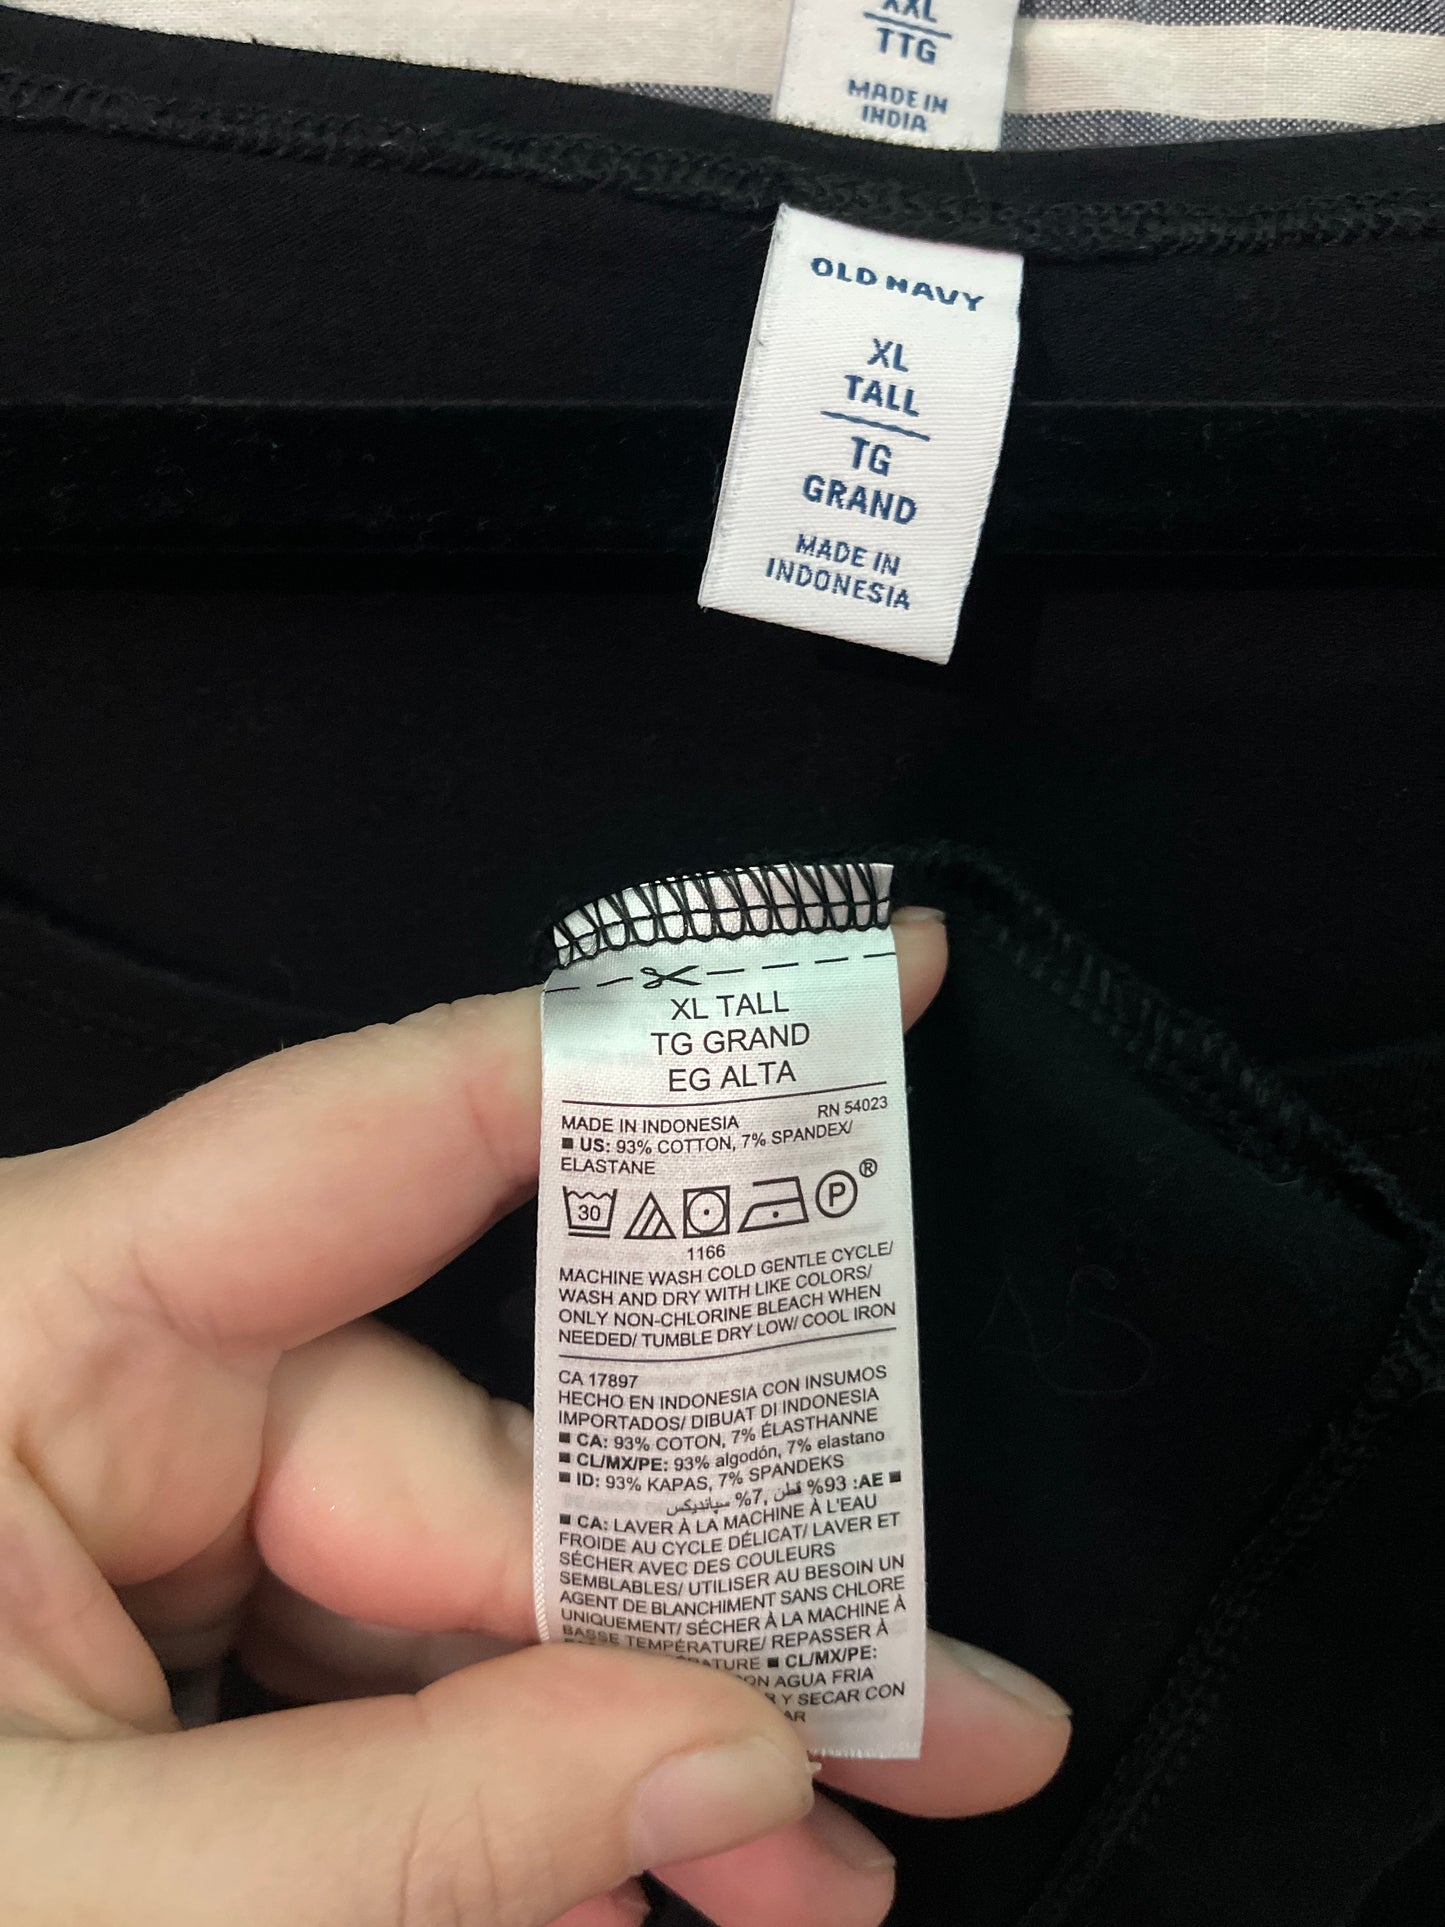 XXL
TTG
MADE IN
INDIA
OLD NAVY
XL
TALL
TG
GRAND
MADE IN
INDONESIA
XL TALL
TG GRAND
EG ALTA
MADE IN INDONESIA RN 54023
■ US: 93% COTTON, 7% SPANDEX/
ELASTANE
30 P ®
1166
MACHINE WASH COLD GENTLE CYCLE/
WASH AND DRY WITH LIKE COLORS/
ONLY NON-CHLORINE BLEACH WHEN
NEEDED/ TUMBLE DRY LOW/ COOL IRON
CA 17897
HECHO EN INDONESIA CON INSUMOS
IMPORTADOS/ DIBUAT DI INDONESIA
■ CA: 93% COTON, 7% ÉLASTHANNE
■ CL/MX/PE: 93% algodón, 7% elastano
■ ID: 93% KAPAS, 7% SPANDEKS
■ AE: 93% قطن, 7%
سباندیکس
■ CA: LAVER À LA MACHINE À L'EAU
FROIDE AU CYCLE DÉLICAT/ LAVER ET
SÉCHER AVEC DES COULEURS
SEMBLABLES/ UTILISER AU BESOIN UN
AGENT DE BLANCHIMENT SANS CHLORE
UNIQUEMENT/ SÉCHER À LA MACHINE À
BASSE TEMPÉRATURE/ REPASSER À
■ CL/MX/PE:
AGUA FRIA
Y SECAR CON